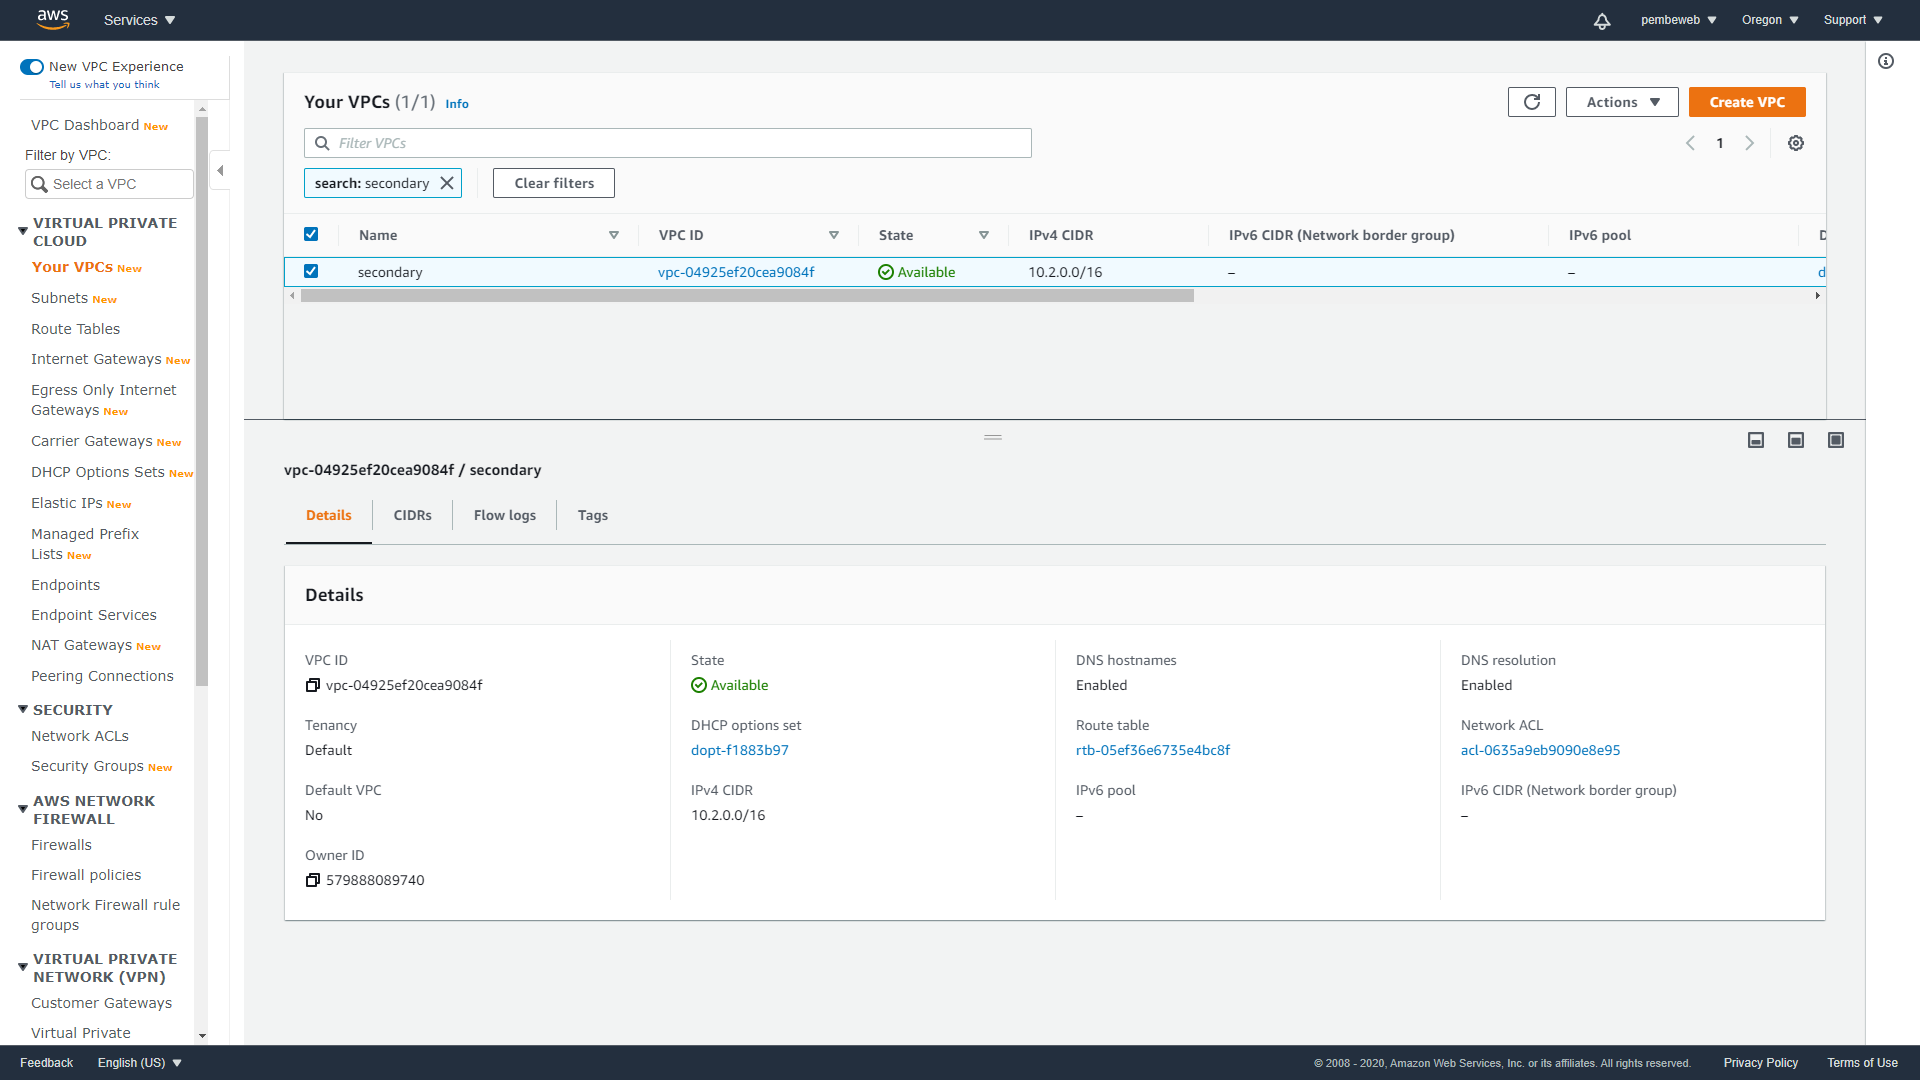 aws Services pembeweb Oregon Support
New VPC Experience
Tell us what you think
VPC Dashboard New
Filter by VPC:
Select a VPC
VIRTUAL PRIVATE
CLOUD
Your VPCs New
Subnets New
Route Tables
Internet Gateways New
Egress Only Internet
Gateways New
Carrier Gateways New
DHCP Options Sets New
Elastic IPs New
Managed Prefix
Lists New
Endpoints
Endpoint Services
NAT Gateways New
Peering Connections
SECURITY
Network ACLs
Security Groups New
AWS NETWORK
FIREWALL
Firewalls
Firewall policies
Network Firewall rule
groups
VIRTUAL PRIVATE
NETWORK (VPN)
Customer Gateways
Virtual Private
Your VPCs (1/1) Info
Actions
Create VPC
Filter VPCs
1
search: secondary
Clear filters
Name VPC ID State IPv4 CIDR IPv6 CIDR (Network border group) IPv6 pool D
secondary vpc-04925ef20cea9084f Available 10.2.0.0/16 – – d
vpc-04925ef20cea9084f / secondary
Details CIDRs Flow logs Tags
Details
VPC ID State DNS hostnames DNS resolution
vpc-04925ef20cea9084f Available Enabled Enabled
Tenancy DHCP options set Route table Network ACL
Default dopt-f1883b97 rtb-05ef36e6735e4bc8f acl-0635a9eb9090e8e95
Default VPC IPv4 CIDR IPv6 pool IPv6 CIDR (Network border group)
No 10.2.0.0/16 – –
Owner ID
579888089740
Feedback English (US) © 2008 - 2020, Amazon Web Services, Inc. or its affiliates. All rights reserved. Privacy Policy Terms of Use